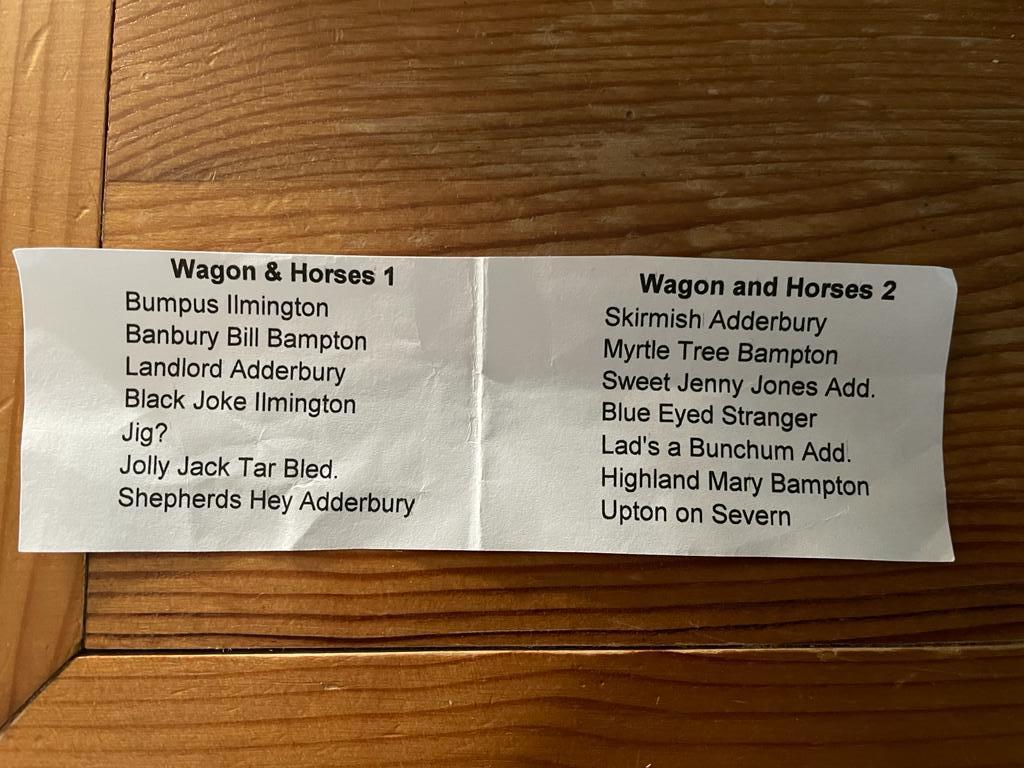 Wagon & Horses 1
Bumpus Ilmington
Banbury Bill Bampton
Landlord Adderbury
Black Joke Ilmington
Jig?
Jolly Jack Tar Bled.
Shepherds Hey Adderbury
Wagon and Horses 2
Skirmish Adderbury
Myrtle Tree Bampton
Sweet Jenny Jones Add.
Blue Eyed Stranger
Lad's a Bunchum Add.
Highland Mary Bampton
Upton on Severn